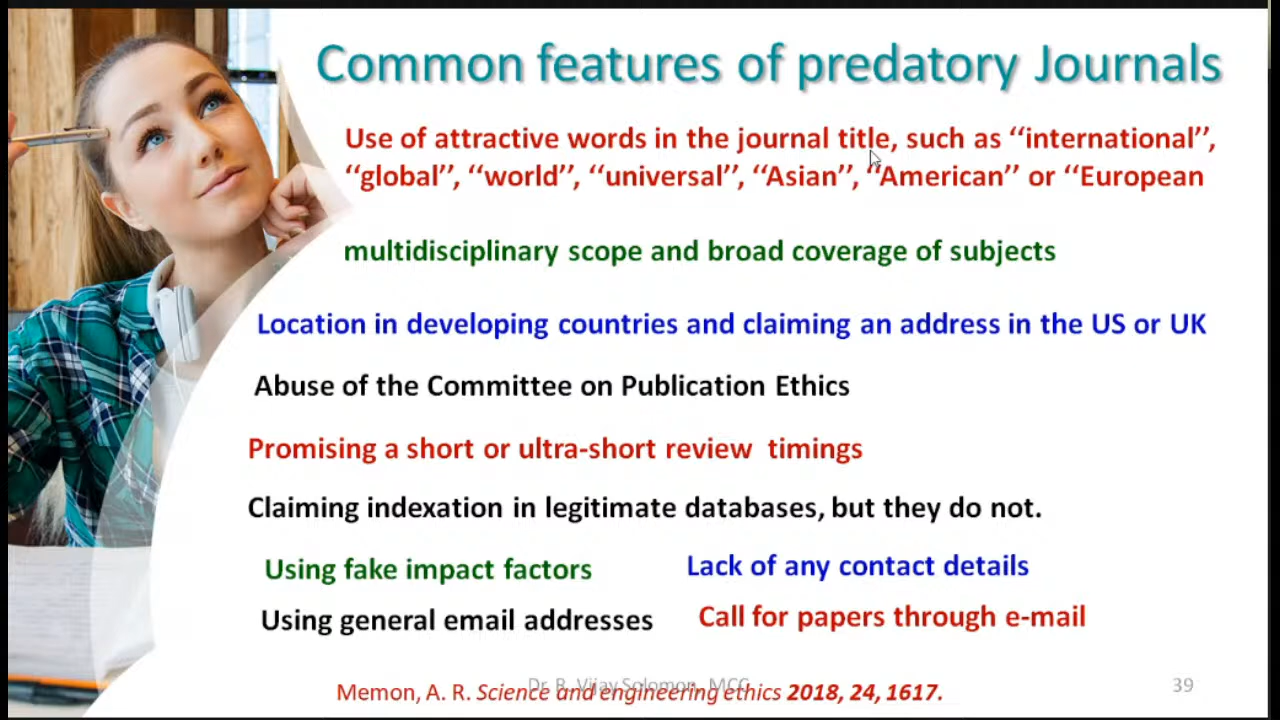 Common features of predatory Journals
Use of attractive words in the journal title, such as ‘‘international’’,
‘‘global’’, ‘‘world’’, ‘‘universal’’, ‘‘Asian’’, ‘‘American’’ or ‘‘European
multidisciplinary scope and broad coverage of subjects
Location in developing countries and claiming an address in the US or UK
Abuse of the Committee on Publication Ethics
Promising a short or ultra-short review timings
Claiming indexation in legitimate databases, but they do not.
Using fake impact factors
Lack of any contact details
Using general email addresses
Call for papers through e-mail
Memon, A. R. Science and engineering ethics 2018, 24, 1617.
Dr. R. Vijay Solomon, MCC
39